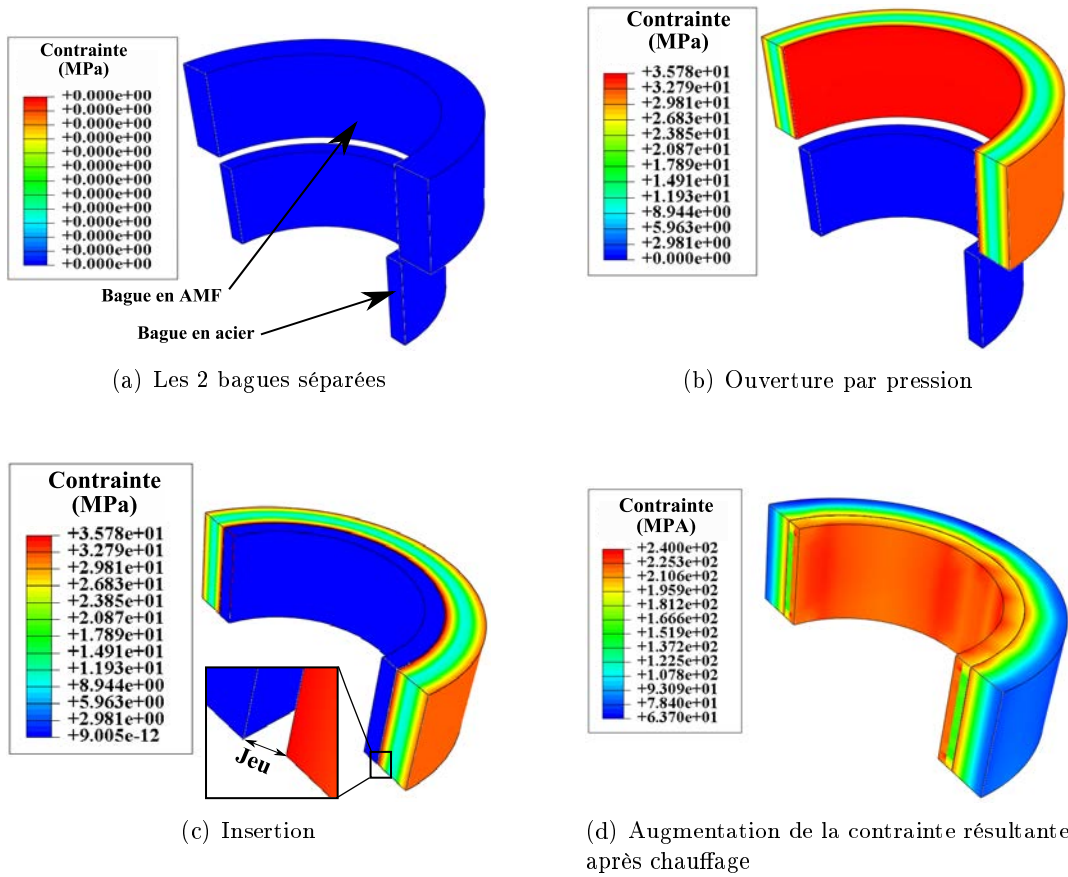 Contrainte
(MPa)
+0.000e+00
+0.000e+00
+0.000e+00
+0.000e+00
+0.000e+00
+0.000e+00
+0.000e+00
+0.000e+00
+0.000e+00
+0.000e+00
+0.000e+00
+0.000e+00
+0.000e+00
Bague en AMF
Bague en acier
(a) Les 2 bagues séparées
Contrainte
(MPa)
+3.578e+01
+3.279e+01
+2.981e+01
+2.683e+01
+2.385e+01
+2.087e+01
+1.789e+01
+1.491e+01
+1.193e+01
+8.944e+00
+5.963e+00
+2.981e+00
+0.000e+00
(b) Ouverture par pression
Contrainte
(MPa)
+3.578e+01
+3.279e+01
+2.981e+01
+2.683e+01
+2.385e+01
+2.087e+01
+1.789e+01
+1.491e+01
+1.193e+01
+8.944e+00
+5.963e+00
+2.981e+00
+9.005e-12
Jeu
(c) Insertion
Contrainte
(MPA)
+2.400e+02
+2.253e+02
+2.106e+02
+1.959e+02
+1.812e+02
+1.666e+02
+1.519e+02
+1.372e+02
+1.225e+02
+1.078e+02
+9.309e+01
+7.840e+01
+6.370e+01
(d) Augmentation de la contrainte résultante
après chauffage